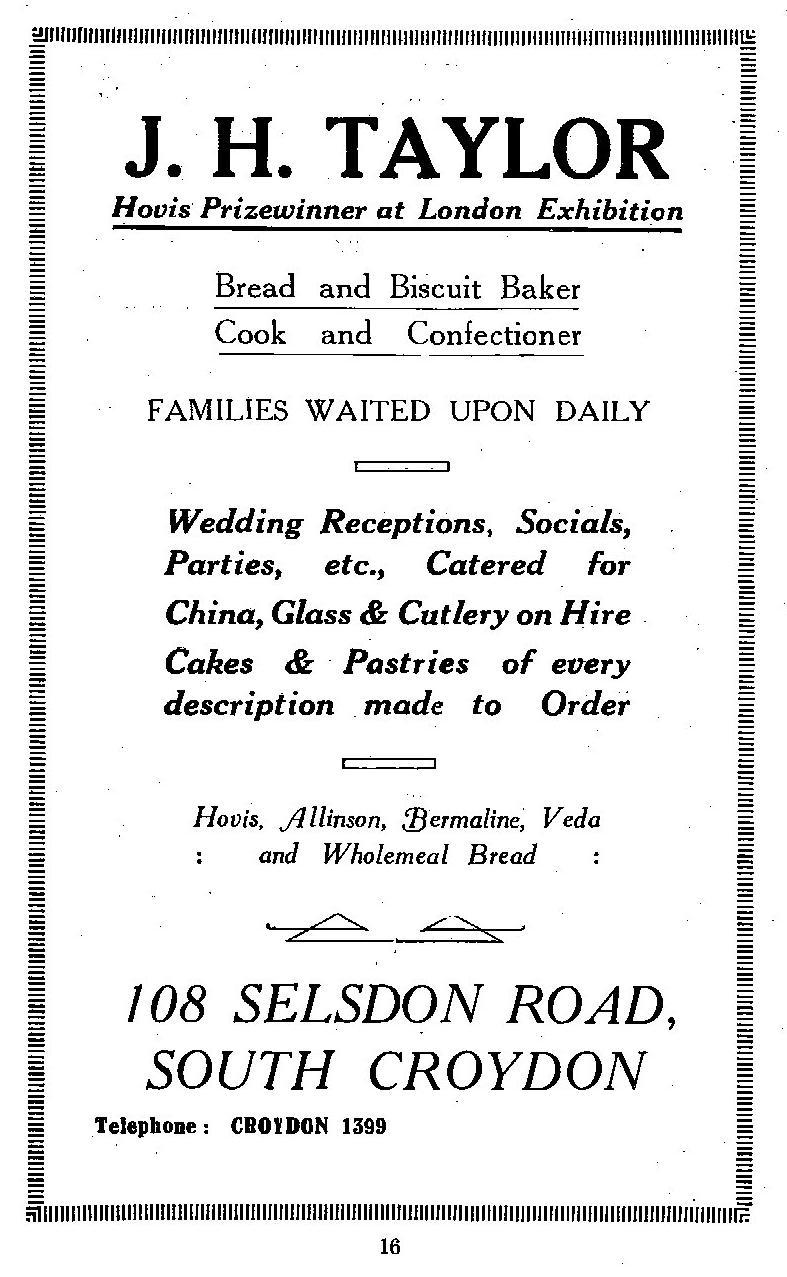 J. H. TAYLOR
Hovis Prizewinner at London Exhibition
Bread and Biscuit Baker
Cook and Confectioner
FAMILIES WAITED UPON DAILY
Wedding Receptions, Socials,
Parties, etc., Catered for
China, Glass & Cutlery on Hire
Cakes & Pastries of every
description made to Order
Hovis, Allinson, Bermaline, Veda
: and Wholemeal Bread :
108 SELSDON ROAD,
SOUTH CROYDON
Telephone : CROYDON 1399
16